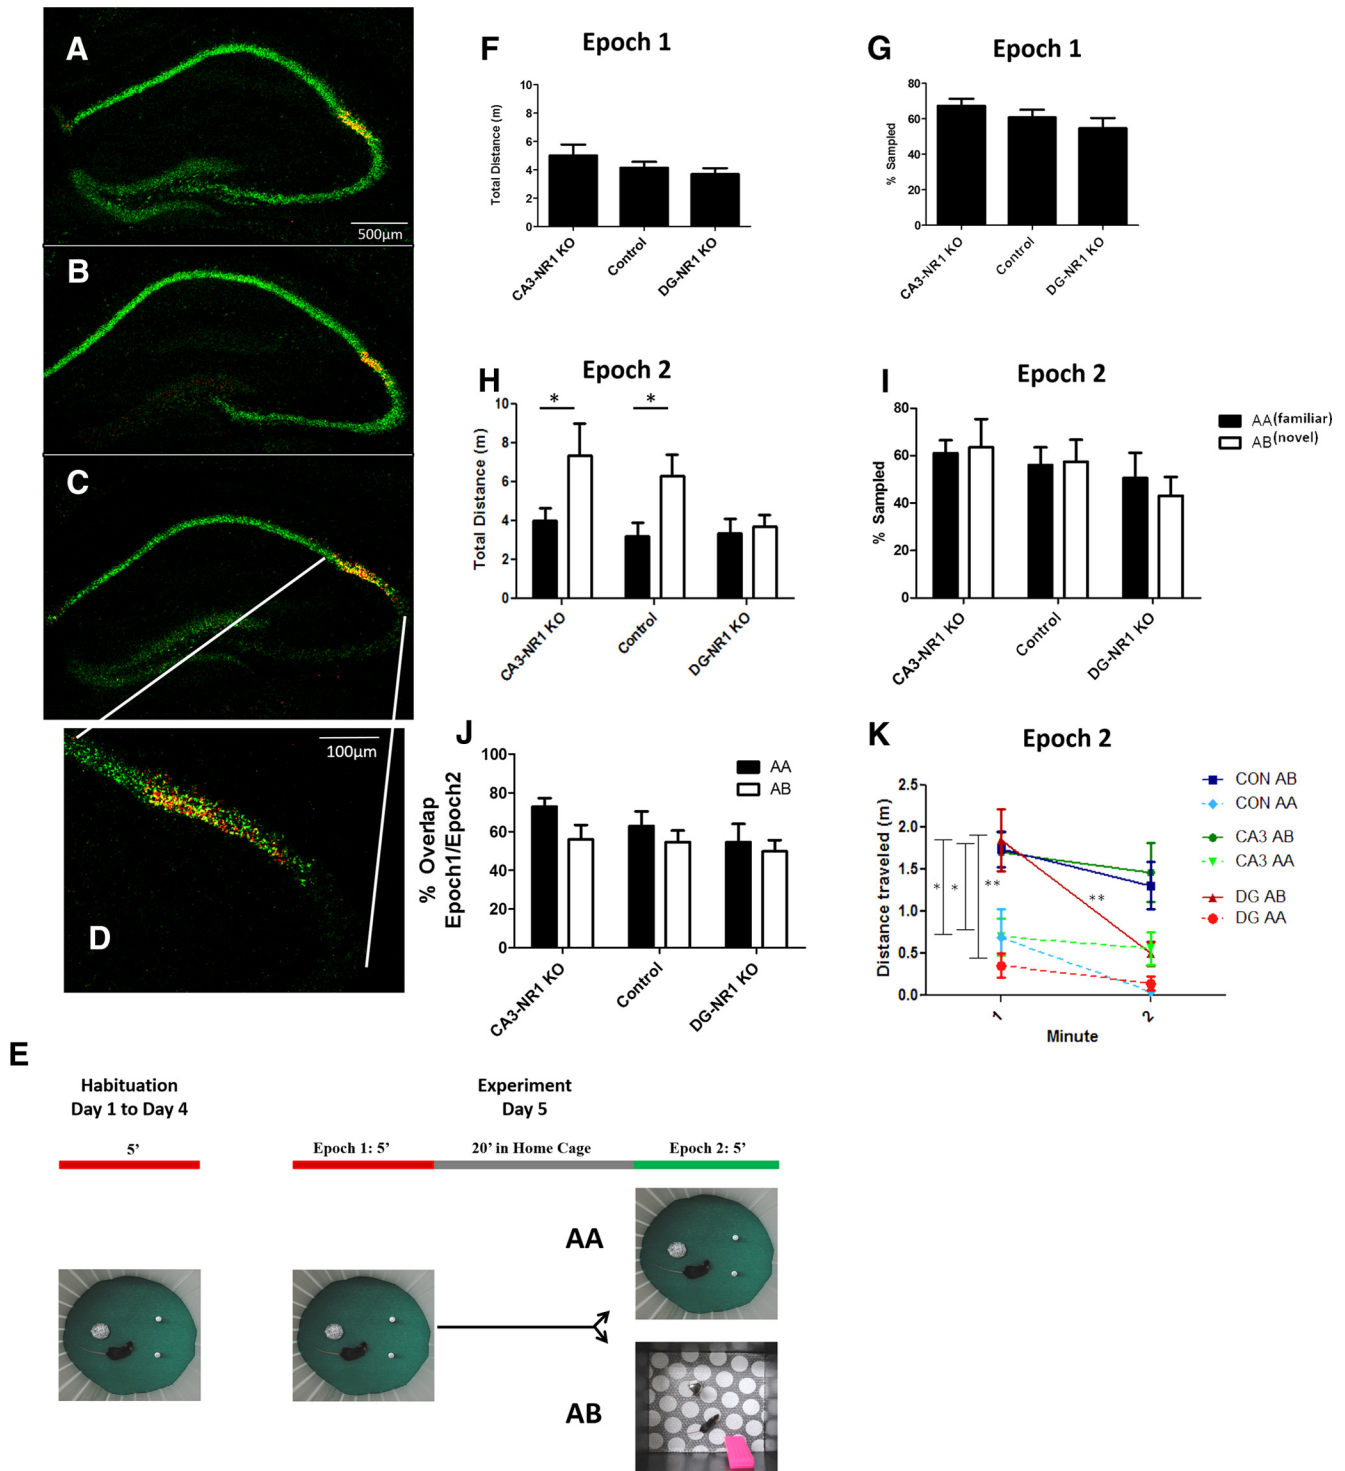 A
500µm
B
C
100µm
D
F
Epoch 1
Total Distance (m)
10
8
6
4
2
0
CA3-NR1 KO
Control
DG-NR1 KO
G
Epoch 1
% Sampled
80
60
40
20
0
CA3-NR1 KO
Control
DG-NR1 KO
H
Epoch 2
Total Distance (m)
10
8
6
4
2
0
*
*
CA3-NR1 KO
Control
DG-NR1 KO
I
Epoch 2
% Sampled
80
60
40
20
0
CA3-NR1 KO
Control
DG-NR1 KO
AA(familiar)
AB(novel)
J
% Overlap
Epoch1/Epoch2
100
80
60
40
20
0
AA
AB
CA3-NR1 KO
Control
DG-NR1 KO
K
Epoch 2
Distance traveled (m)
2.5
2.0
1.5
1.0
0.5
0.0
*
*
**
**
1
2
Minute
CON AB
CON AA
CA3 AB
CA3 AA
DG AB
DG AA
E
Habituation
Day 1 to Day 4
5'
Experiment
Day 5
Epoch 1: 5'
20' in Home Cage
Epoch 2: 5'
AA
AB